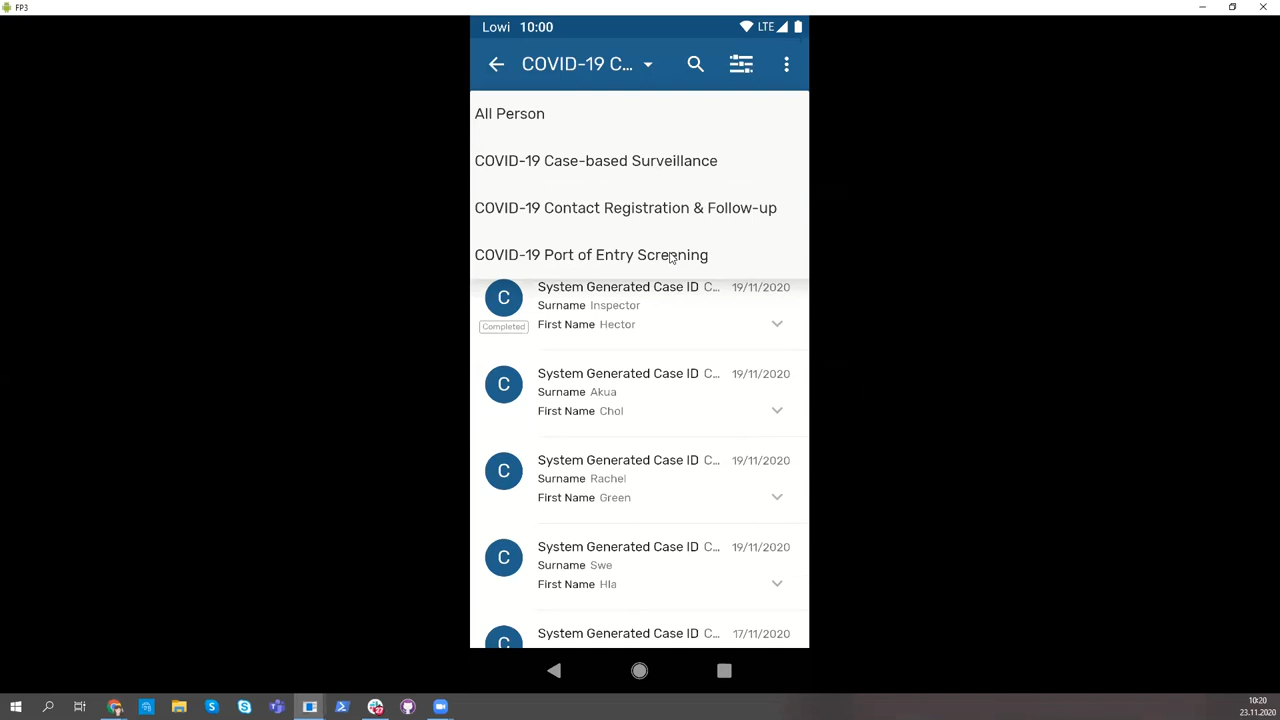 FP3
Lowi 10:00
LTE
COVID-19 C...
All Person
COVID-19 Case-based Surveillance
COVID-19 Contact Registration & Follow-up
COVID-19 Port of Entry Screening
C
System Generated Case ID C... 19/11/2020
Surname Inspector
Completed
First Name Hector
C
System Generated Case ID C... 19/11/2020
Surname Akua
First Name Chol
C
System Generated Case ID C... 19/11/2020
Surname Rachel
First Name Green
C
System Generated Case ID C... 19/11/2020
Surname Swe
First Name Hla
C
System Generated Case ID C... 17/11/2020
10:20
23.11.2020